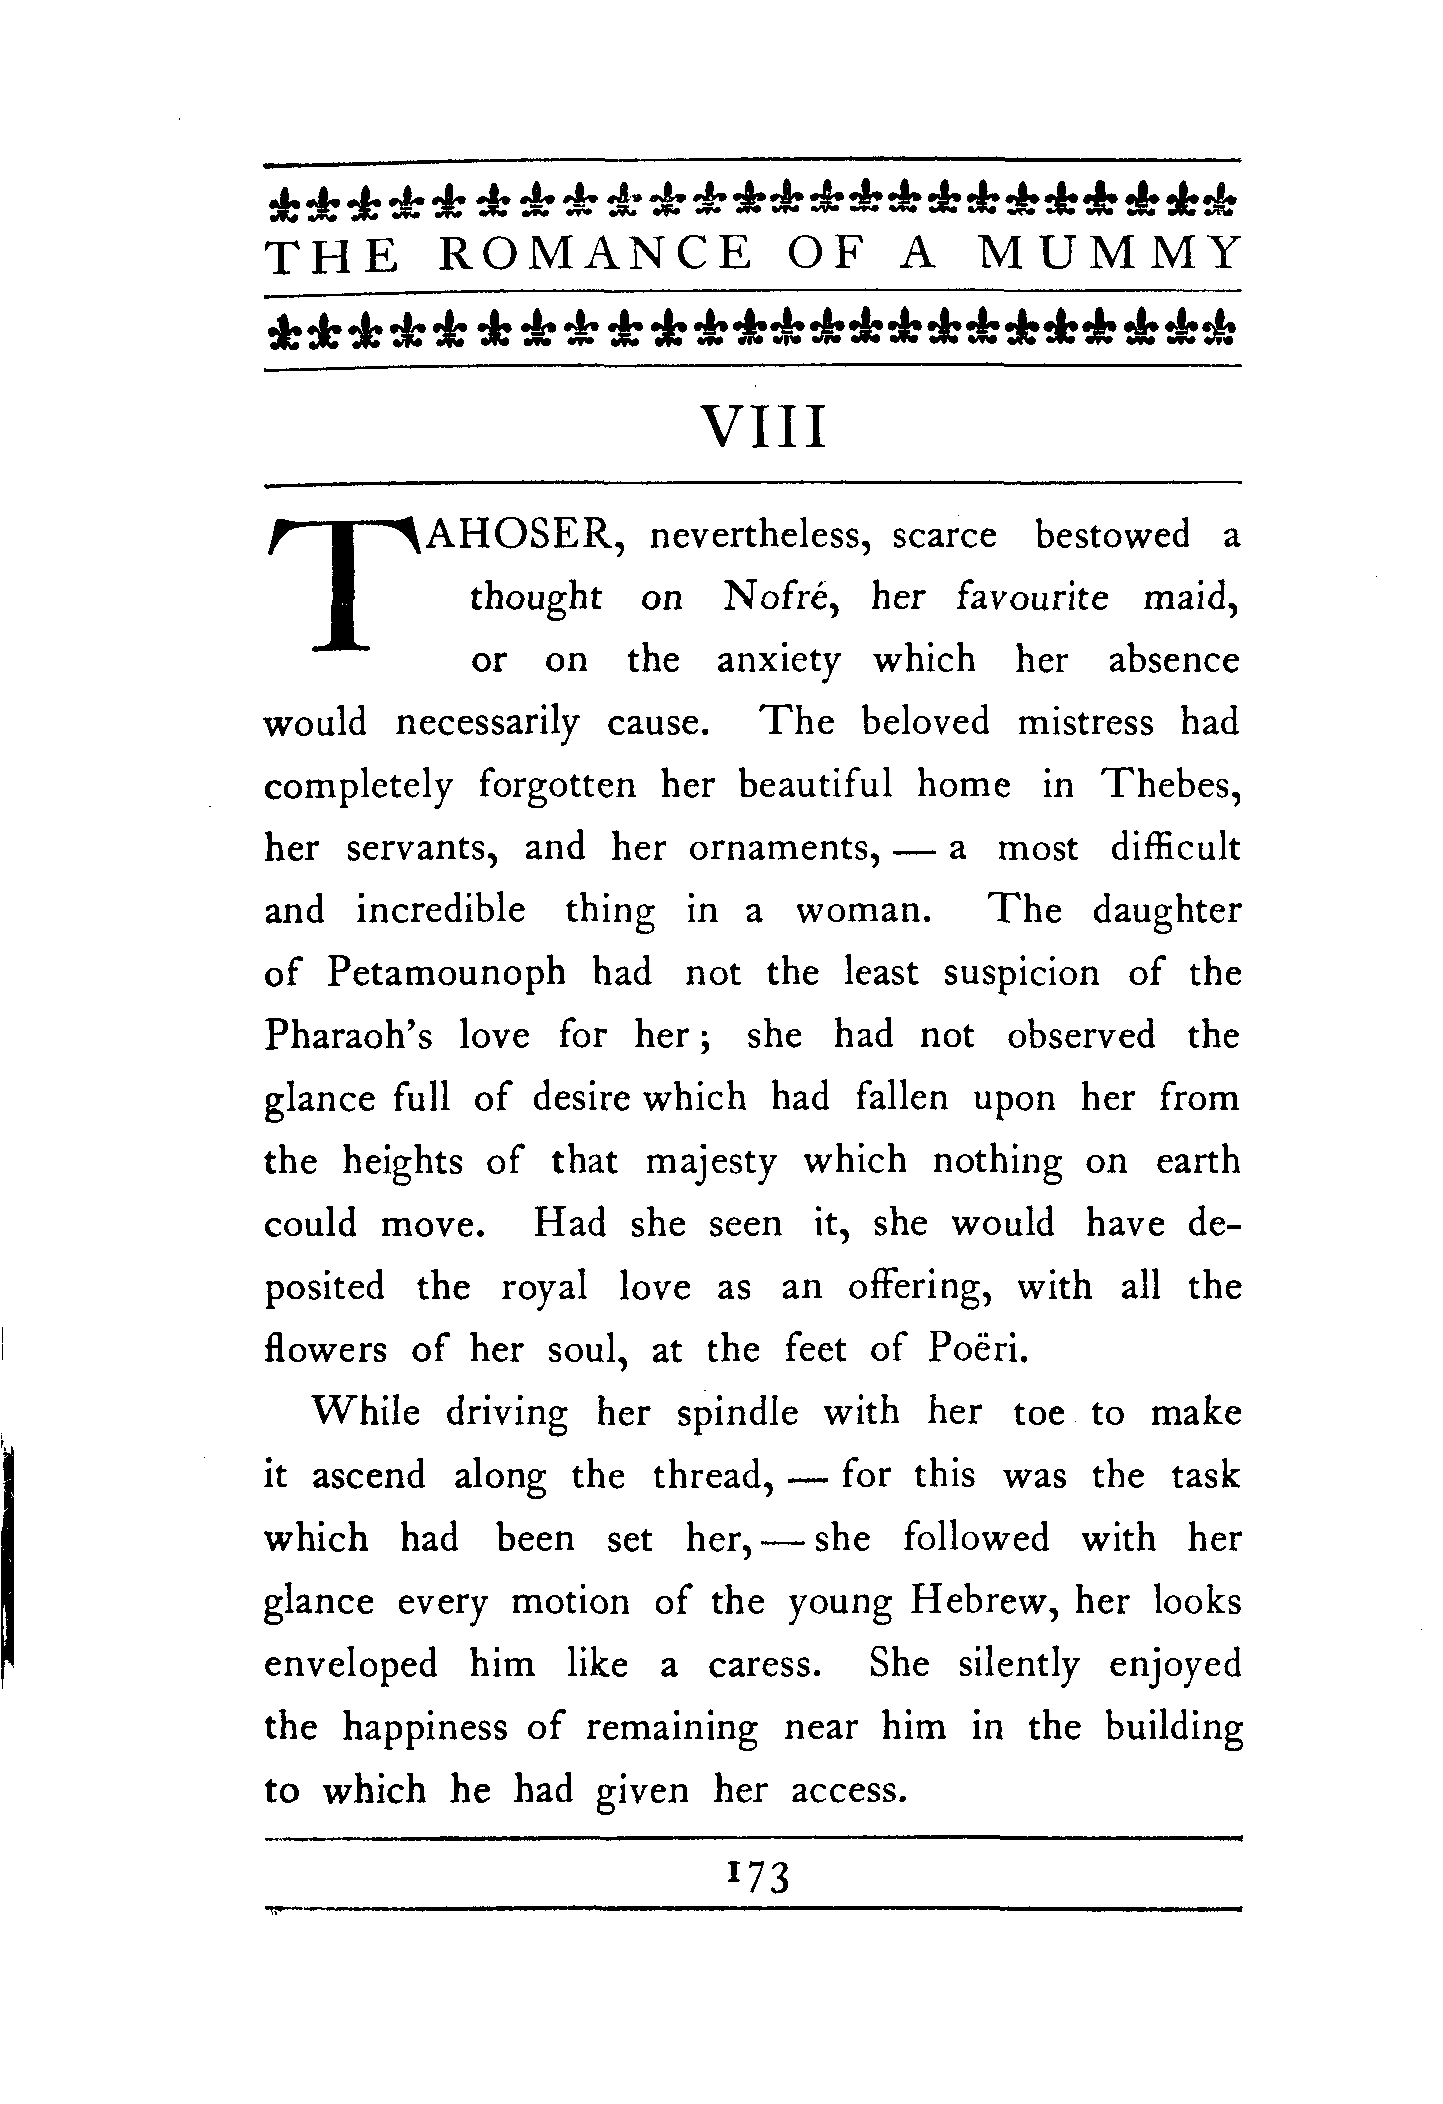 THE ROMANCE OF A MUMMY
VIII
TAHOSER, nevertheless, scarce bestowed a
thought on Nofré, her favourite maid,
or on the anxiety which her absence
would necessarily cause. The beloved mistress had
completely forgotten her beautiful home in Thebes,
her servants, and her ornaments, — a most difficult
and incredible thing in a woman. The daughter
of Petamounoph had not the least suspicion of the
Pharaoh's love for her; she had not observed the
glance full of desire which had fallen upon her from
the heights of that majesty which nothing on earth
could move. Had she seen it, she would have de-
posited the royal love as an offering, with all the
flowers of her soul, at the feet of Poëri.
While driving her spindle with her toe to make
it ascend along the thread, — for this was the task
which had been set her, — she followed with her
glance every motion of the young Hebrew, her looks
enveloped him like a caress. She silently enjoyed
the happiness of remaining near him in the building
to which he had given her access.
173